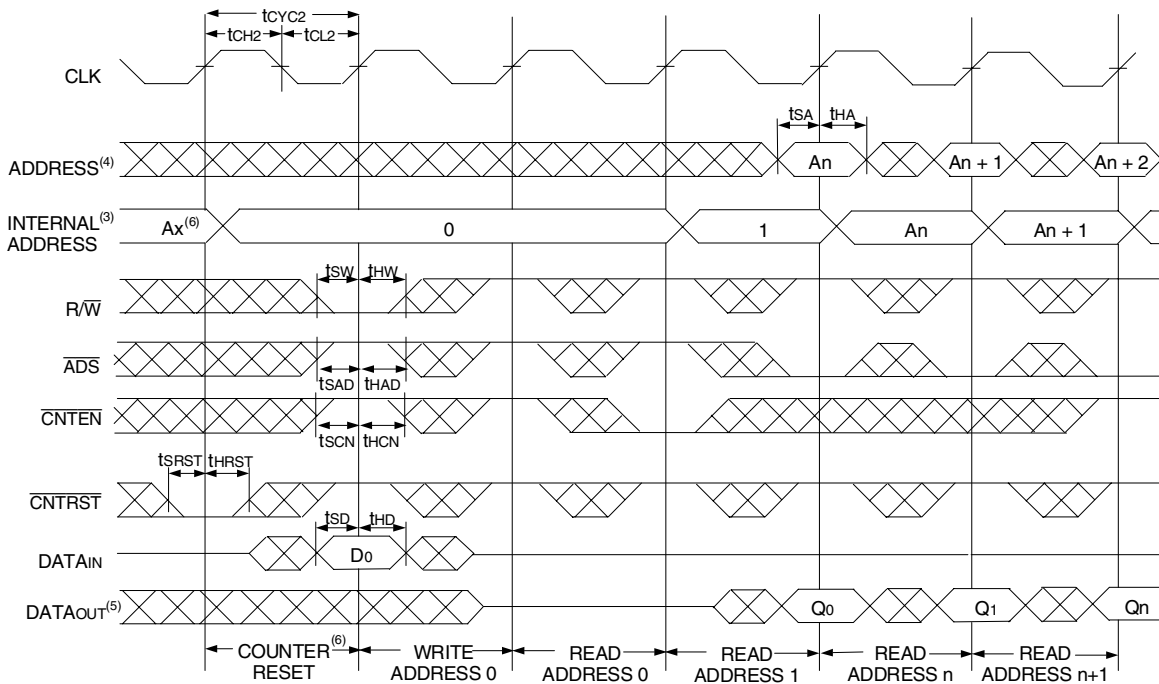 tCYC2
tCH2 tCL2
CLK
tSA tHA
ADDRESS(4) An An + 1 An + 2
INTERNAL(3) ADDRESS Ax(6) 0 1 An An + 1
tSW tHW
R/W̅
A̅D̅S̅
tSAD tHAD
C̅N̅T̅E̅N̅
tSCN tHCN
tSRST tHRST
C̅N̅T̅R̅S̅T̅
tSD tHD
DATAIN D0
DATAOUT(5) Q0 Q1 Qn
COUNTER(6) RESET
WRITE ADDRESS 0
READ ADDRESS 0
READ ADDRESS 1
READ ADDRESS n
READ ADDRESS n+1